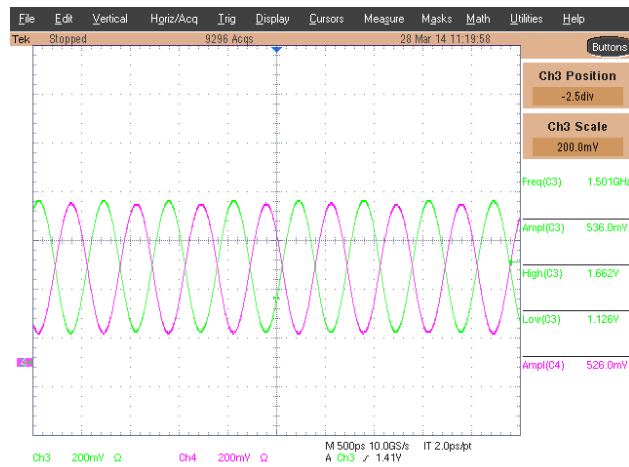 File Edit Vertical Horiz/Acq Trig Display Cursors Measure Masks Math Utilities Help
Tek Stopped 9296 Acqs 28 Mar 14 11:19:58
Buttons
Ch3 Position
-2.5div
Ch3 Scale
200.0mV
Freq(C3) 1.501GHz
Ampl(C3) 536.0mV
High(C3) 1.662V
Low(C3) 1.126V
Ampl(C4) 526.0mV
M 500ps 10.0GS/s IT 2.0ps/pt
Ch3 200mV Ω Ch4 200mV Ω A Ch3 ∕ 1.41V